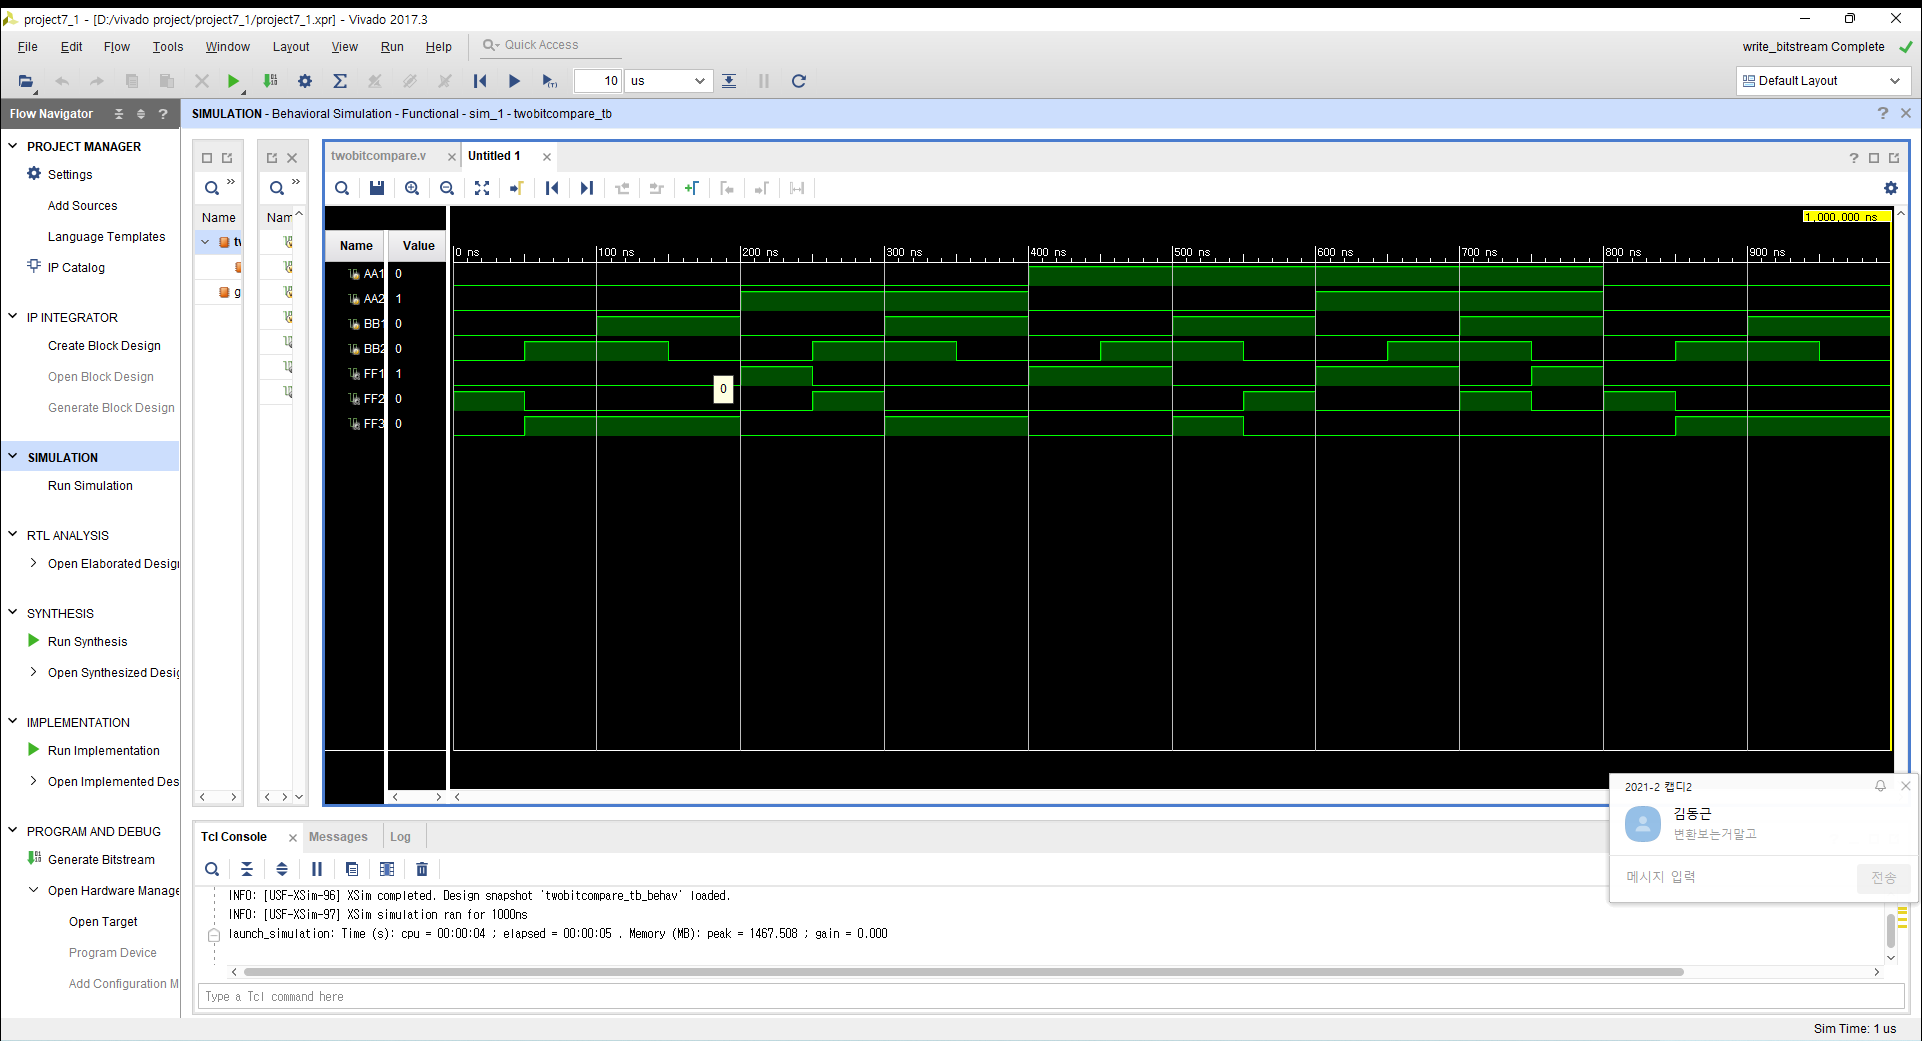 project7_1 - [D:/vivado project/project7_1/project7_1.xpr] - Vivado 2017.3
File Edit Flow Tools Window Layout View Run Help Quick Access
write_bitstream Complete
10 us
Default Layout
Flow Navigator
SIMULATION - Behavioral Simulation - Functional - sim_1 - twobitcompare_tb
PROJECT MANAGER
Settings
Add Sources
Language Templates
IP Catalog
IP INTEGRATOR
Create Block Design
Open Block Design
Generate Block Design
SIMULATION
Run Simulation
RTL ANALYSIS
Open Elaborated Design
SYNTHESIS
Run Synthesis
Open Synthesized Desig
IMPLEMENTATION
Run Implementation
Open Implemented Des
PROGRAM AND DEBUG
Generate Bitstream
Open Hardware Manage
Open Target
Program Device
Add Configuration M
Name
Nam
g
twobitcompare.v Untitled 1
1,000,000 ns
Name Value
0 ns 100 ns 200 ns 300 ns 400 ns 500 ns 600 ns 700 ns 800 ns 900 ns
AA1 0
AA2 1
BB1 0
BB2 0
FF1 1
0
FF2 0
FF3 0
Tcl Console Messages Log
INFO: [USF-XSim-96] XSim completed. Design snapshot 'twobitcompare_tb_behav' loaded.
INFO: [USF-XSim-97] XSim simulation ran for 1000ns
launch_simulation: Time (s): cpu = 00:00:04 ; elapsed = 00:00:05 . Memory (MB): peak = 1467.508 ; gain = 0.000
Type a Tcl command here
2021-2 캡디2
김동근
변환보는거말고
메시지 입력
전송
Sim Time: 1 us